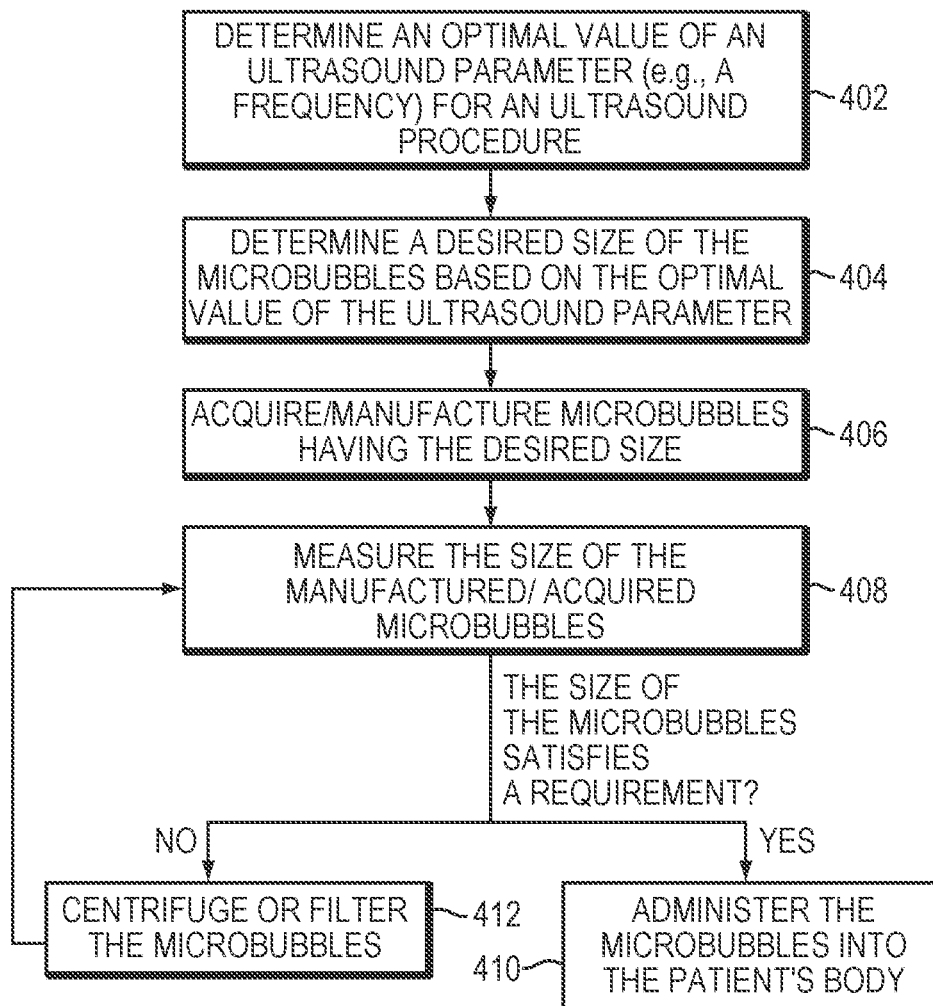 DETERMINE AN OPTIMAL VALUE OF AN
ULTRASOUND PARAMETER (e.g., A
FREQUENCY) FOR AN ULTRASOUND
PROCEDURE
402
DETERMINE A DESIRED SIZE OF THE
MICROBUBBLES BASED ON THE OPTIMAL
VALUE OF THE ULTRASOUND PARAMETER
404
ACQUIRE/MANUFACTURE MICROBUBBLES
HAVING THE DESIRED SIZE
406
MEASURE THE SIZE OF THE
MANUFACTURED/ ACQUIRED
MICROBUBBLES
408
THE SIZE OF
THE MICROBUBBLES
SATISFIES
A REQUIREMENT?
NO
YES
CENTRIFUGE OR FILTER
THE MICROBUBBLES
412
410
ADMINISTER THE
MICROBUBBLES INTO
THE PATIENT'S BODY